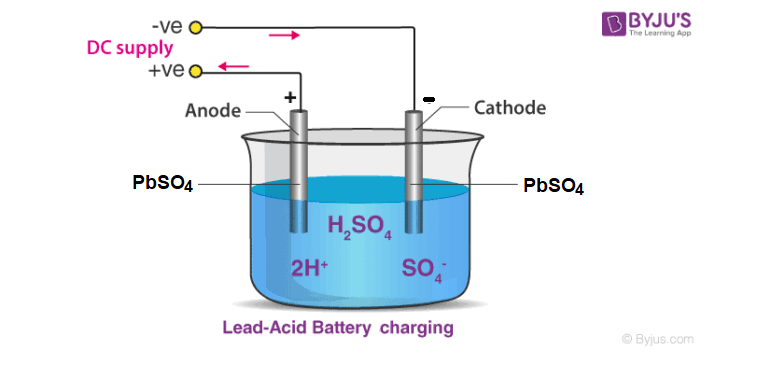 -ve
DC supply
+ve
BYJU'S
The Learning App
+
-
Anode
Cathode
PbSO4
PbSO4
H₂SO₄
2H⁺
SO₄⁻
Lead-Acid Battery charging
© Byjus.com